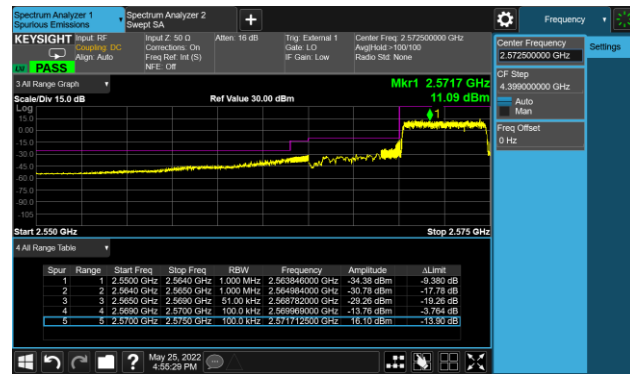 Spectrum Analyzer 1
Spurious Emissions
Spectrum Analyzer 2
Swept SA
+
Frequency
KEYSIGHT
Input: RF
Coupling: DC
Align: Auto
Input Z: 50 Ω
Corrections: On
Freq Ref: Int (S)
NFE: Off
Atten: 16 dB
Trig: External 1
Gate: LO
IF Gain: Low
Center Freq: 2.572500000 GHz
Avg|Hold:>100/100
Radio Std: None
LVI PASS
Center Frequency
2.572500000 GHz
Settings
CF Step
4.399000000 GHz
Auto
Man
Freq Offset
0 Hz
3 All Range Graph
Mkr1 2.5717 GHz
Scale/Div 15.0 dB
Ref Value 30.00 dBm
11.09 dBm
Log
15.0
0.00
-15.0
-30.0
-45.0
-60.0
-75.0
-90.0
-105
1
Start 2.550 GHz
Stop 2.575 GHz
4 All Range Table
Spur Range Start Freq Stop Freq RBW Frequency Amplitude ΔLimit
1 1 2.5500 GHz 2.5640 GHz 1.000 MHz 2.563846000 GHz -34.38 dBm -9.380 dB
2 2 2.5640 GHz 2.5650 GHz 1.000 MHz 2.564984000 GHz -30.78 dBm -17.78 dB
3 3 2.5650 GHz 2.5690 GHz 51.00 kHz 2.568782000 GHz -29.26 dBm -19.26 dB
4 4 2.5690 GHz 2.5700 GHz 100.0 kHz 2.569969000 GHz -13.76 dBm -3.764 dB
5 5 2.5700 GHz 2.5750 GHz 100.0 kHz 2.571712500 GHz 16.10 dBm -13.90 dB
?
May 25, 2022
4:55:29 PM